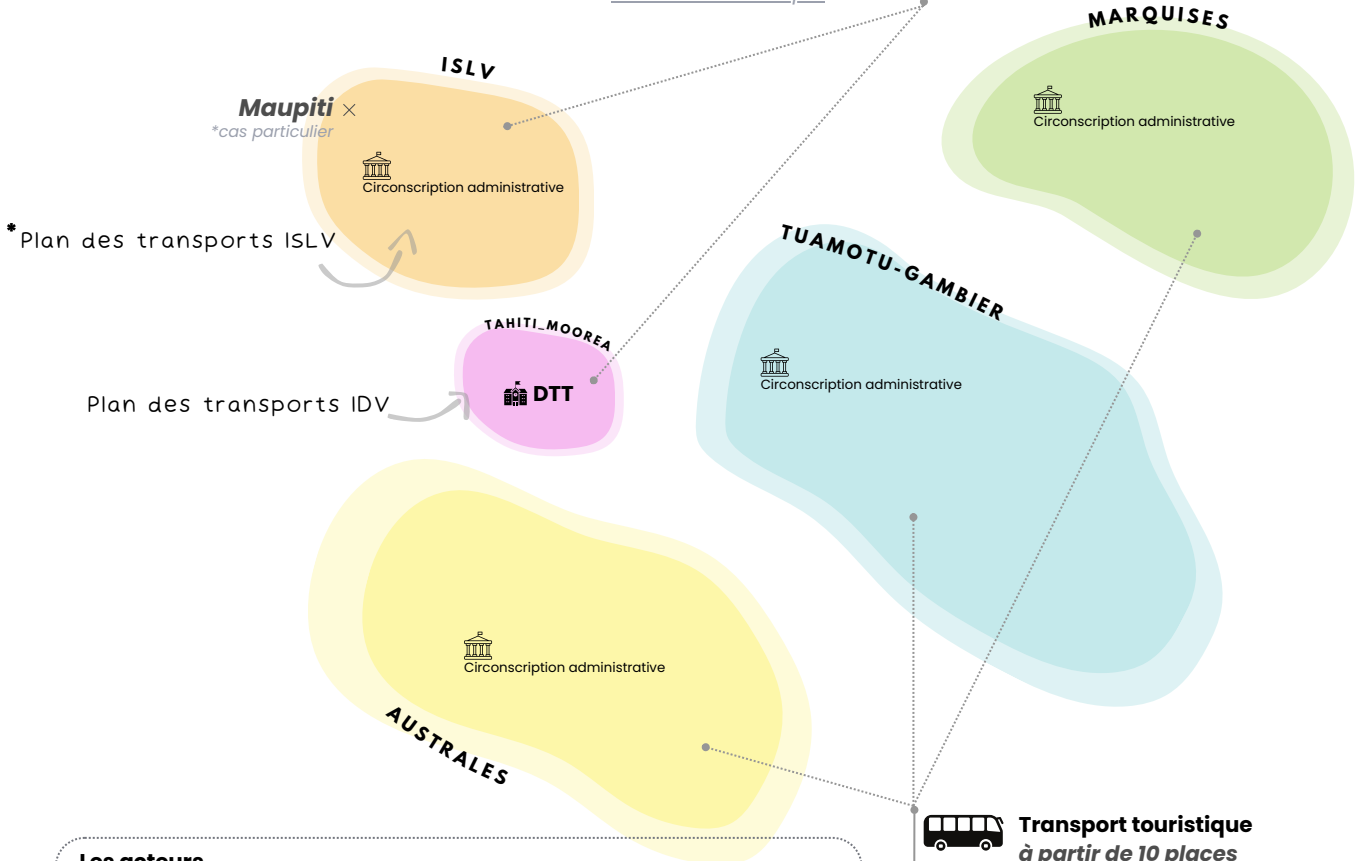 MARQUISES
ISLV
Maupiti
*cas particulier
Circonscription administrative
Circonscription administrative
*Plan des transports ISLV
TUAMOTU-GAMBIER
TAHITI_MOOREA
Circonscription administrative
DTT
Plan des transports IDV
Circonscription administrative
AUSTRALES
Transport touristique
à partir de 10 places
Les acteurs